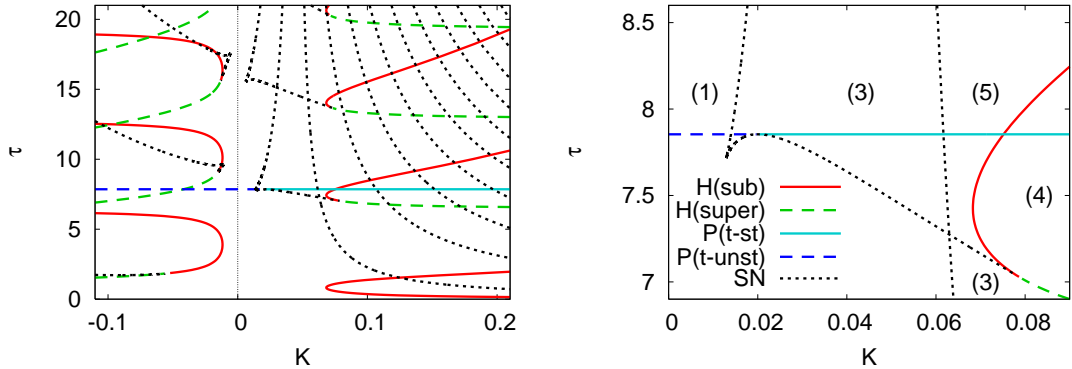 τ
20
15
10
5
0
-0.1
0
0.1
0.2
K
τ
8.5
8
7.5
7
0
0.02
0.04
0.06
0.08
K
(1)
(3)
(5)
(4)
(3)
H(sub)
H(super)
P(t-st)
P(t-unst)
SN